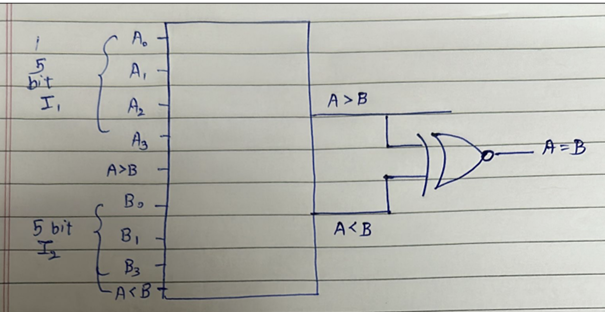 5 bit I₁
A₀
A₁
A₂
A₃
A>B
5 bit I₂
B₀
B₁
B₃
A<B
A>B
A<B
A=B